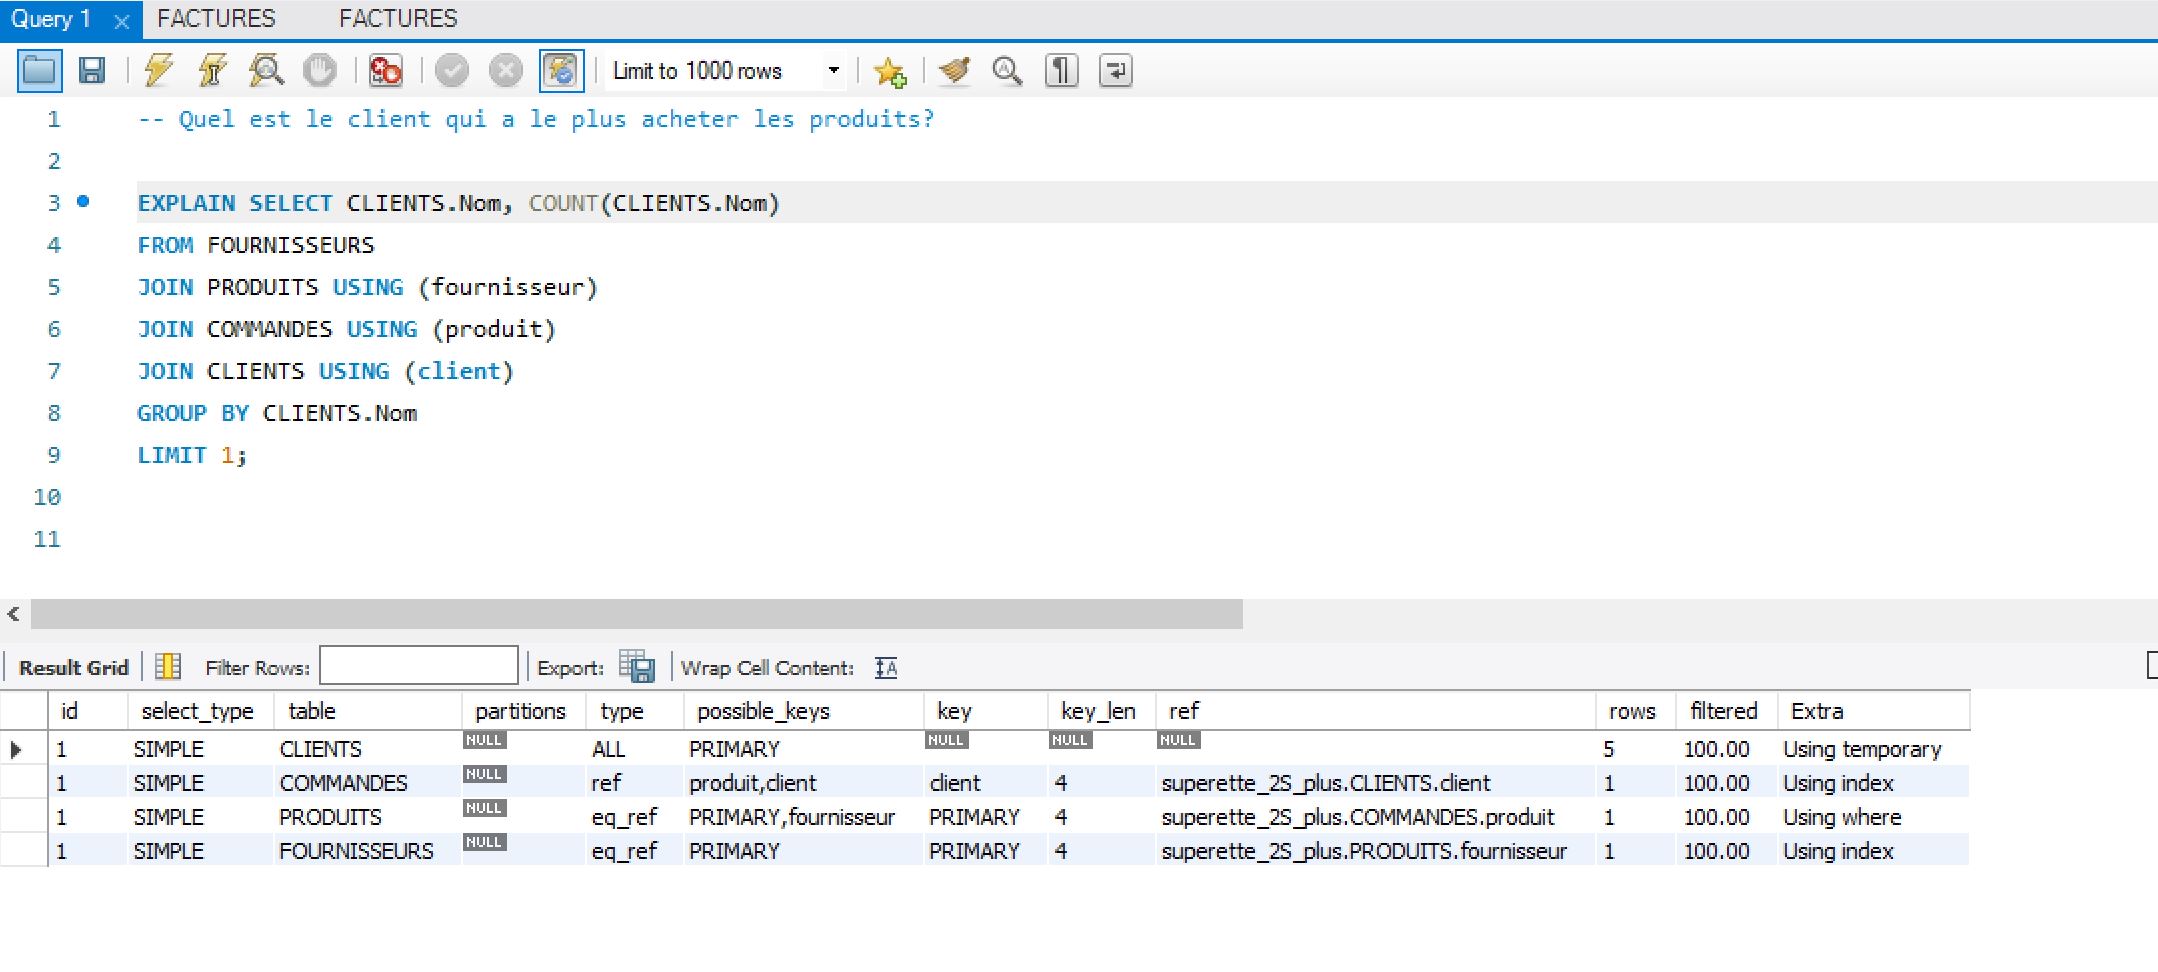 Query 1 FACTURES FACTURES
Limit to 1000 rows
1 -- Quel est le client qui a le plus acheter les produits?
2
3 EXPLAIN SELECT CLIENTS.Nom, COUNT(CLIENTS.Nom)
4 FROM FOURNISSEURS
5 JOIN PRODUITS USING (fournisseur)
6 JOIN COMMANDES USING (produit)
7 JOIN CLIENTS USING (client)
8 GROUP BY CLIENTS.Nom
9 LIMIT 1;
10
11
Result Grid Filter Rows: Export: Wrap Cell Content: IA
id select_type table partitions type possible_keys key key_len ref rows filtered Extra
1 SIMPLE CLIENTS NULL ALL PRIMARY NULL NULL NULL 5 100.00 Using temporary
1 SIMPLE COMMANDES NULL ref produit,client client 4 superette_2S_plus.CLIENTS.client 1 100.00 Using index
1 SIMPLE PRODUITS NULL eq_ref PRIMARY,fournisseur PRIMARY 4 superette_2S_plus.COMMANDES.produit 1 100.00 Using where
1 SIMPLE FOURNISSEURS NULL eq_ref PRIMARY PRIMARY 4 superette_2S_plus.PRODUITS.fournisseur 1 100.00 Using index